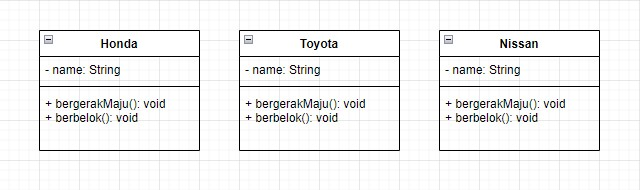 Honda
- name: String
+ bergerakMaju(): void
+ berbelok(): void
Toyota
- name: String
+ bergerakMaju(): void
+ berbelok(): void
Nissan
- name: String
+ bergerakMaju(): void
+ berbelok(): void